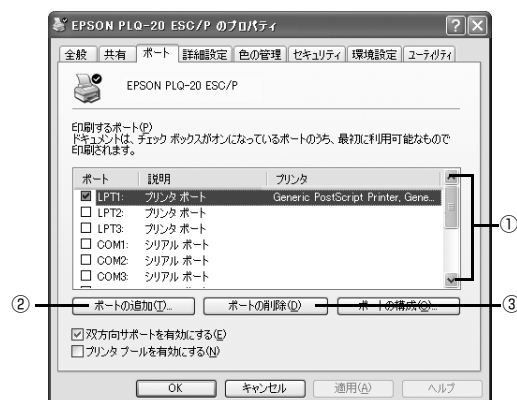 EPSON PLQ-20 ESC/P のプロパティ
全般 共有 ポート 詳細設定 色の管理 セキュリティ 環境設定 ユーティリティ
EPSON PLQ-20 ESC/P
印刷するポート(P)
ドキュメントは、チェック ボックスがオンになっているポートのうち、最初に利用可能なもので
印刷されます。
ポート 説明 プリンタ
LPT1: プリンタ ポート Generic PostScript Printer, Gene...
LPT2: プリンタ ポート
LPT3: プリンタ ポート
COM1: シリアル ポート
COM2: シリアル ポート
COM3: シリアル ポート
①
② ポートの追加(T)... ポートの削除(D) ポートの構成(C)... ③
双方向サポートを有効にする(E)
プリンタ プールを有効にする(N)
OK キャンセル 適用(A) ヘルプ